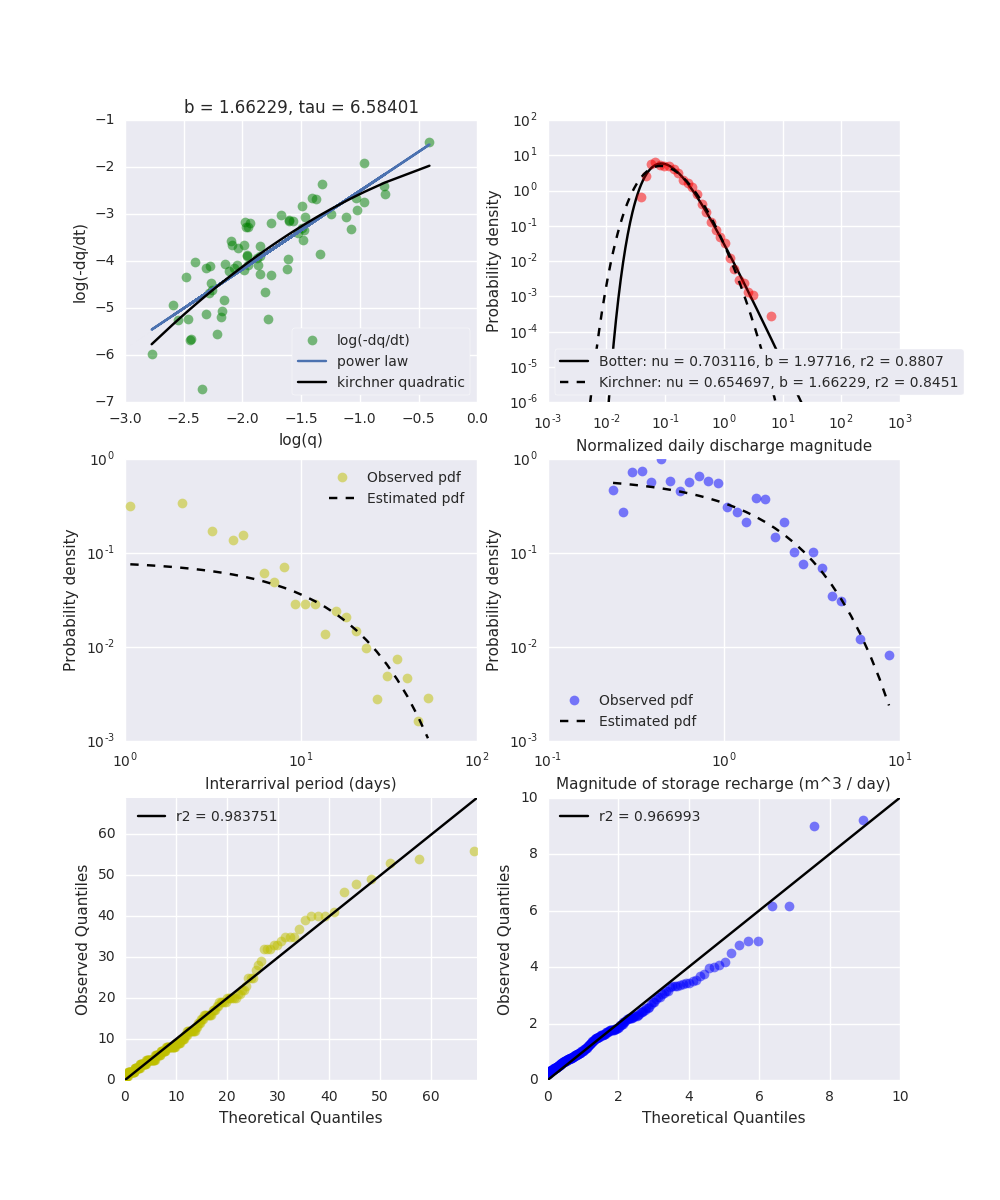 b = 1.66229, tau = 6.58401
−1
−2
−3
−4
−5
−6
−7
log(-dq/dt)
log(-dq/dt)
power law
kirchner quadratic
−3.0 −2.5 −2.0 −1.5 −1.0 −0.5 0.0
log(q)
10^2
10^1
10^0
10^-1
10^-2
10^-3
10^-4
10^-5
10^-6
Probability density
Botter: nu = 0.703116, b = 1.97716, r2 = 0.8807
Kirchner: nu = 0.654697, b = 1.66229, r2 = 0.8451
10^-3 10^-2 10^-1 10^0 10^1 10^2 10^3
Normalized daily discharge magnitude
10^0
10^-1
10^-2
10^-3
Probability density
Observed pdf
Estimated pdf
10^0 10^1 10^2
Interarrival period (days)
10^0
10^-1
10^-2
10^-3
Probability density
Observed pdf
Estimated pdf
10^-1 10^0 10^1
Magnitude of storage recharge (m^3 / day)
r2 = 0.983751
60
50
40
30
20
10
0
Observed Quantiles
0 10 20 30 40 50 60
Theoretical Quantiles
r2 = 0.966993
10
8
6
4
2
0
Observed Quantiles
0 2 4 6 8 10
Theoretical Quantiles